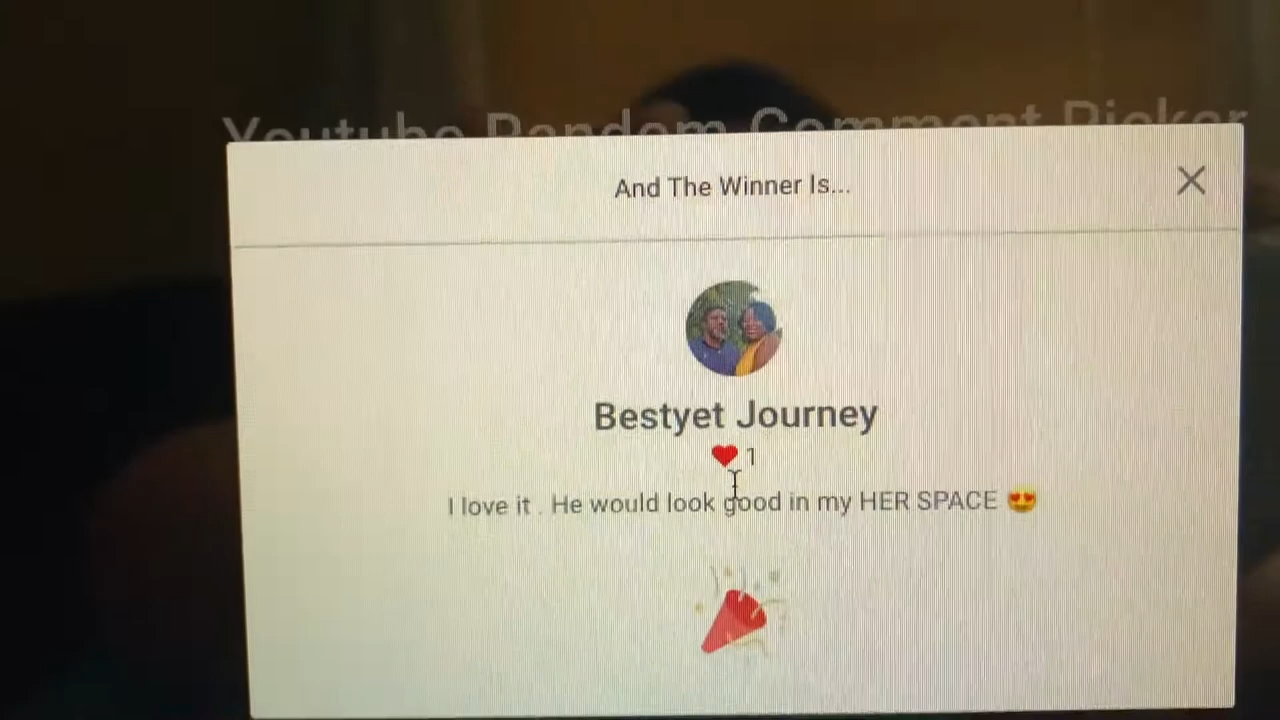 Youtube Random Comment Picker
And The Winner Is...
Bestyet Journey
❤️ 1
I love it . He would look good in my HER SPACE 😍